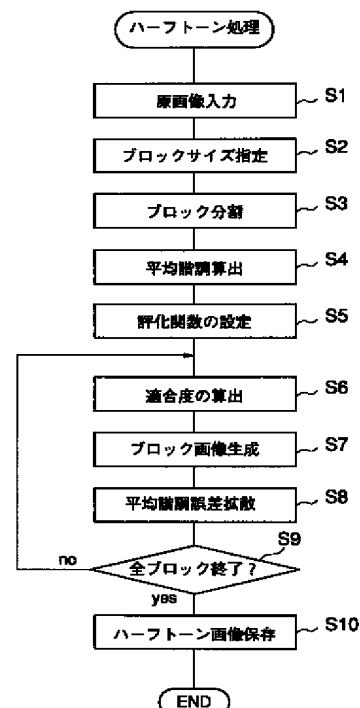 ハーフトーン処理
原画像入力
S1
ブロックサイズ指定
S2
ブロック分割
S3
平均階調算出
S4
評化関数の設定
S5
適合度の算出
S6
ブロック画像生成
S7
平均階調誤差拡散
S8
全ブロック終了?
S9
no
yes
ハーフトーン画像保存
S10
END